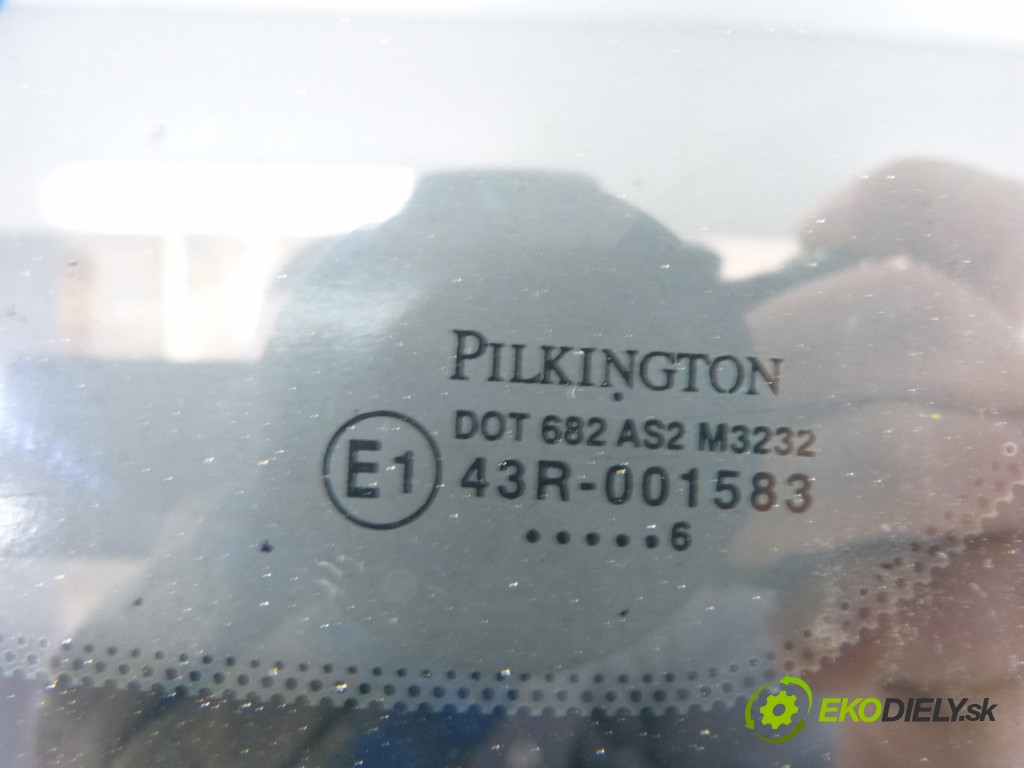 PILKINGTON
DOT 682 AS2 M3232
E1 43R-001583
.....6
EKODIELY.sk